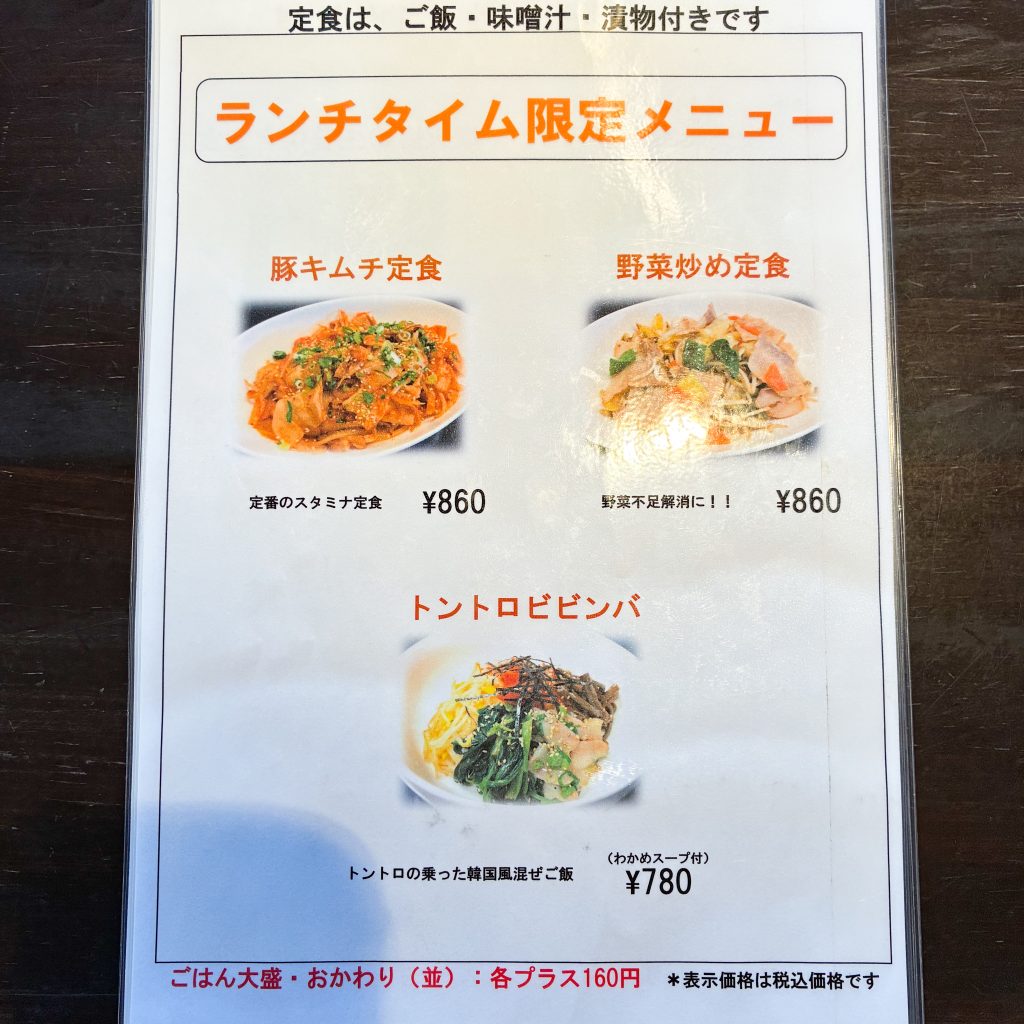 定食は、ご飯・味噌汁・漬物付きです
ランチタイム限定メニュー
豚キムチ定食
野菜炒め定食
定番のスタミナ定食 ¥860
野菜不足解消に！！ ¥860
トントロビビンバ
（わかめスープ付）
トントロの乗った韓国風混ぜご飯 ¥780
ごはん大盛・おかわり（並）：各プラス160円 ＊表示価格は税込価格です